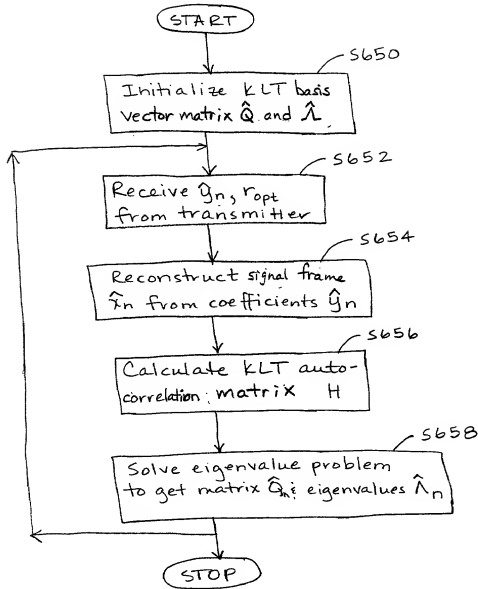 START
S650
Initialize KLT basis
vector matrix Q̂ and Λ̂.
S652
Receive ŷn, ropt
from transmitter
S654
Reconstruct signal frame
x̂n from coefficients ŷn
S656
Calculate KLT auto-
correlation matrix H
S658
Solve eigenvalue problem
to get matrix Q̂n & eigenvalues Λ̂n
STOP